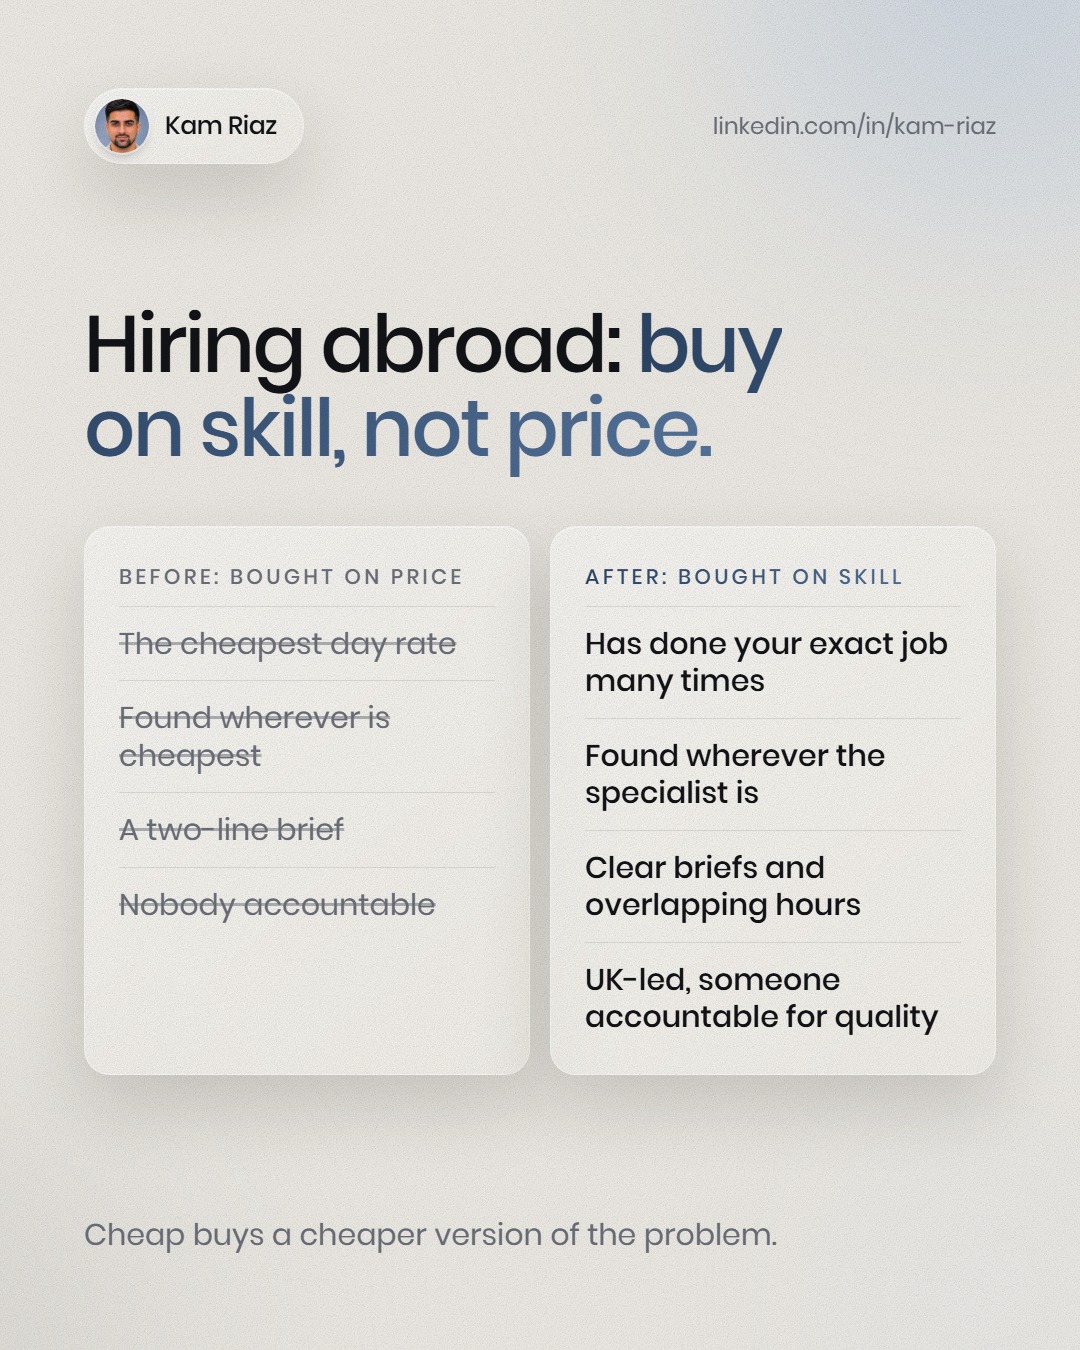 Kam Riaz
linkedin.com/in/kam-riaz
Hiring abroad: buy
on skill, not price.
BEFORE: BOUGHT ON PRICE
The cheapest day rate
Found wherever is
cheapest
A two-line brief
Nobody accountable
AFTER: BOUGHT ON SKILL
Has done your exact job
many times
Found wherever the
specialist is
Clear briefs and
overlapping hours
UK-led, someone
accountable for quality
Cheap buys a cheaper version of the problem.